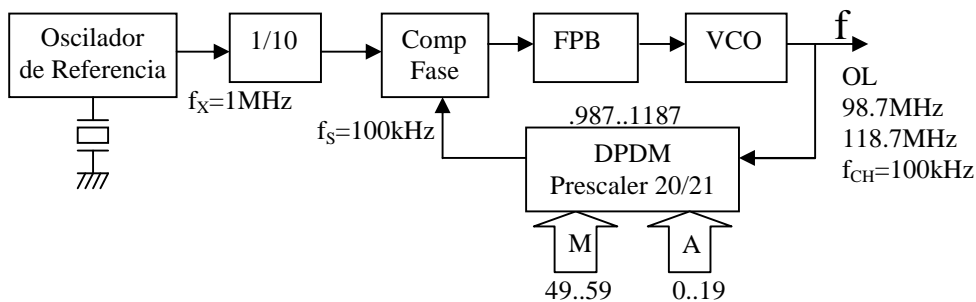 Oscilador
de Referencia
1/10
Comp
Fase
FPB
VCO
f
f_X=1MHz
f_S=100kHz
.987..1187
DPDM
Prescaler 20/21
OL
98.7MHz
118.7MHz
f_CH=100kHz
M
A
49..59
0..19